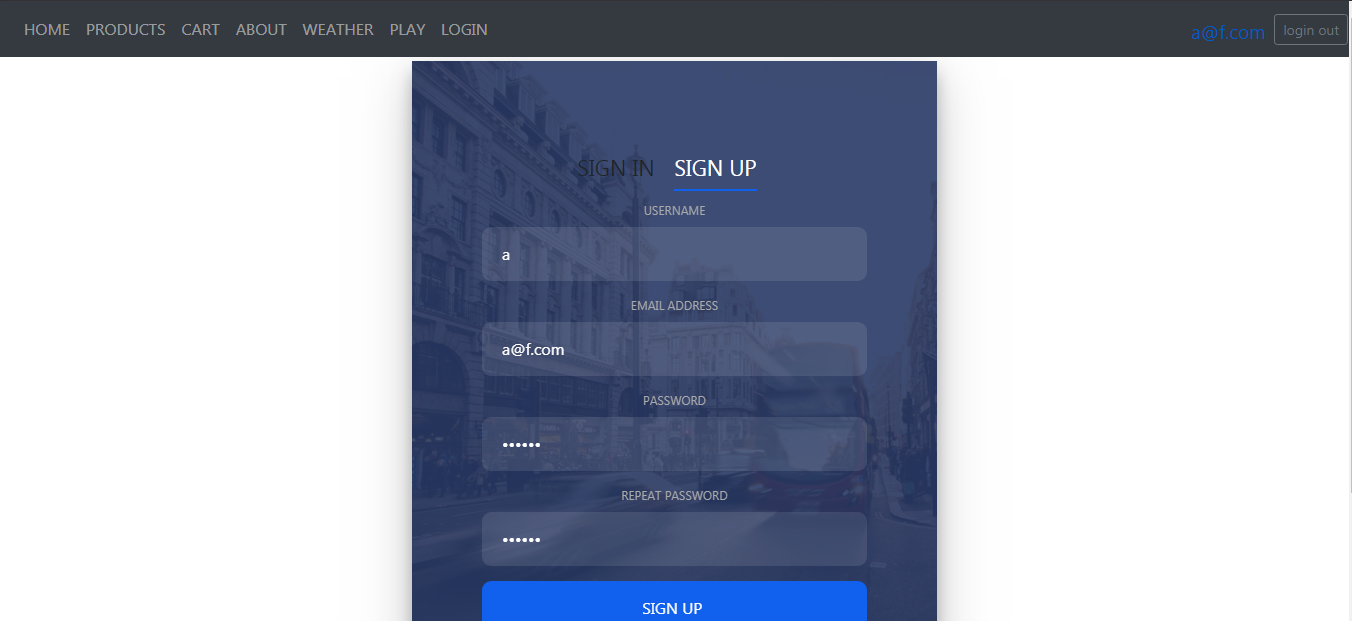 HOME PRODUCTS CART ABOUT WEATHER PLAY LOGIN a@f.com login out
SIGN IN SIGN UP
USERNAME
a
EMAIL ADDRESS
a@f.com
PASSWORD
••••••
REPEAT PASSWORD
••••••
SIGN UP